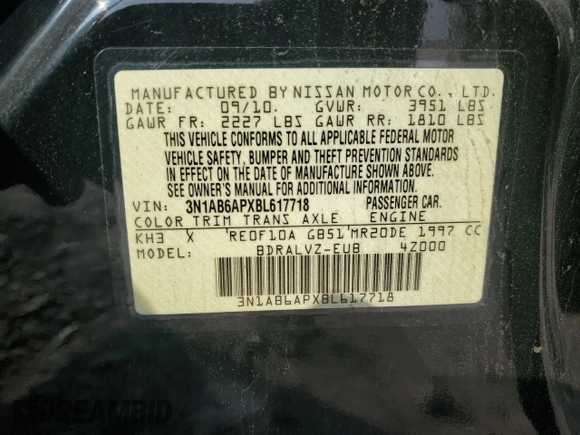 MANUFACTURED BY NISSAN MOTOR CO., LTD.
DATE: 09/10. GVWR: 3951 LBS
GAWR FR: 2227 LBS GAWR RR: 1810 LBS
THIS VEHICLE CONFORMS TO ALL APPLICABLE FEDERAL MOTOR
VEHICLE SAFETY, BUMPER AND THEFT PREVENTION STANDARDS
IN EFFECT ON THE DATE OF MANUFACTURE SHOWN ABOVE.
SEE OWNER'S MANUAL FOR ADDITIONAL INFORMATION.
VIN: 3N1AB6APXBL617718 PASSENGER CAR.
COLOR TRIM TRANS AXLE ENGINE
KH3 X 'RE0F10A GB51'MR20DE 1997 CC
MODEL: BDRALVZ-EUB 4Z000
3N1AB6APXBL617718
DREAMBID